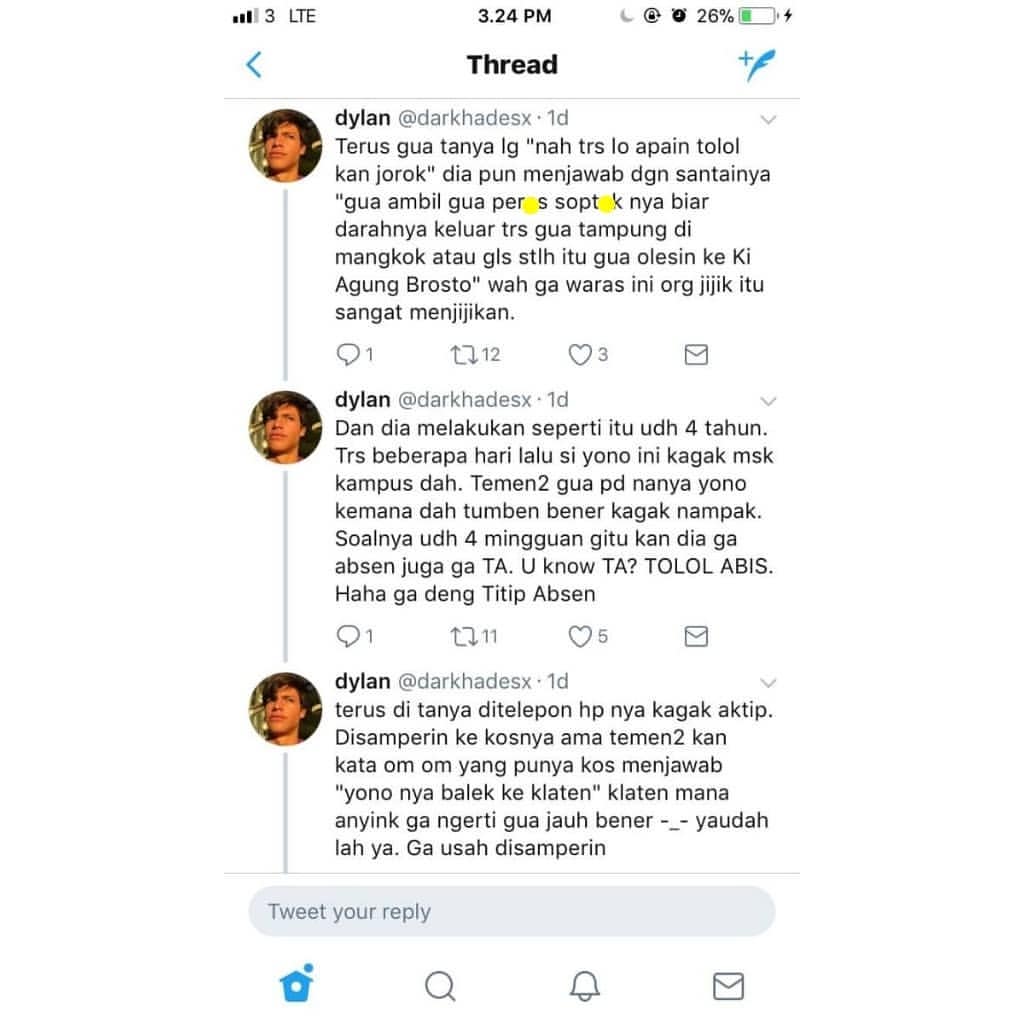 3 LTE 3.24 PM 26%
Thread
dylan @darkhadesx · 1d
Terus gua tanya lg "nah trs lo apain tolol
kan jorok" dia pun menjawab dgn santainya
"gua ambil gua per s sopt k nya biar
darahnya keluar trs gua tampung di
mangkok atau gls stlh itu gua olesin ke Ki
Agung Brosto" wah ga waras ini org jijik itu
sangat menjijikan.
1 12 3
dylan @darkhadesx · 1d
Dan dia melakukan seperti itu udh 4 tahun.
Trs beberapa hari lalu si yono ini kagak msk
kampus dah. Temen2 gua pd nanya yono
kemana dah tumben bener kagak nampak.
Soalnya udh 4 mingguan gitu kan dia ga
absen juga ga TA. U know TA? TOLOL ABIS.
Haha ga deng Titip Absen
1 11 5
dylan @darkhadesx · 1d
terus di tanya ditelepon hp nya kagak aktip.
Disamperin ke kosnya ama temen2 kan
kata om om yang punya kos menjawab
"yono nya balek ke klaten" klaten mana
anyink ga ngerti gua jauh bener -_- yaudah
lah ya. Ga usah disamperin
Tweet your reply